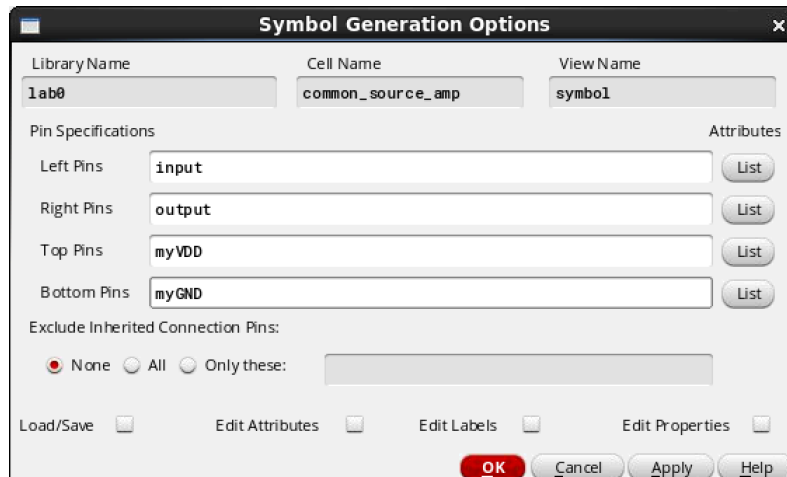 Symbol Generation Options
Library Name Cell Name View Name
lab0 common_source_amp symbol
Pin Specifications Attributes
Left Pins input List
Right Pins output List
Top Pins myVDD List
Bottom Pins myGND List
Exclude Inherited Connection Pins:
None All Only these:
Load/Save Edit Attributes Edit Labels Edit Properties
OK Cancel Apply Help